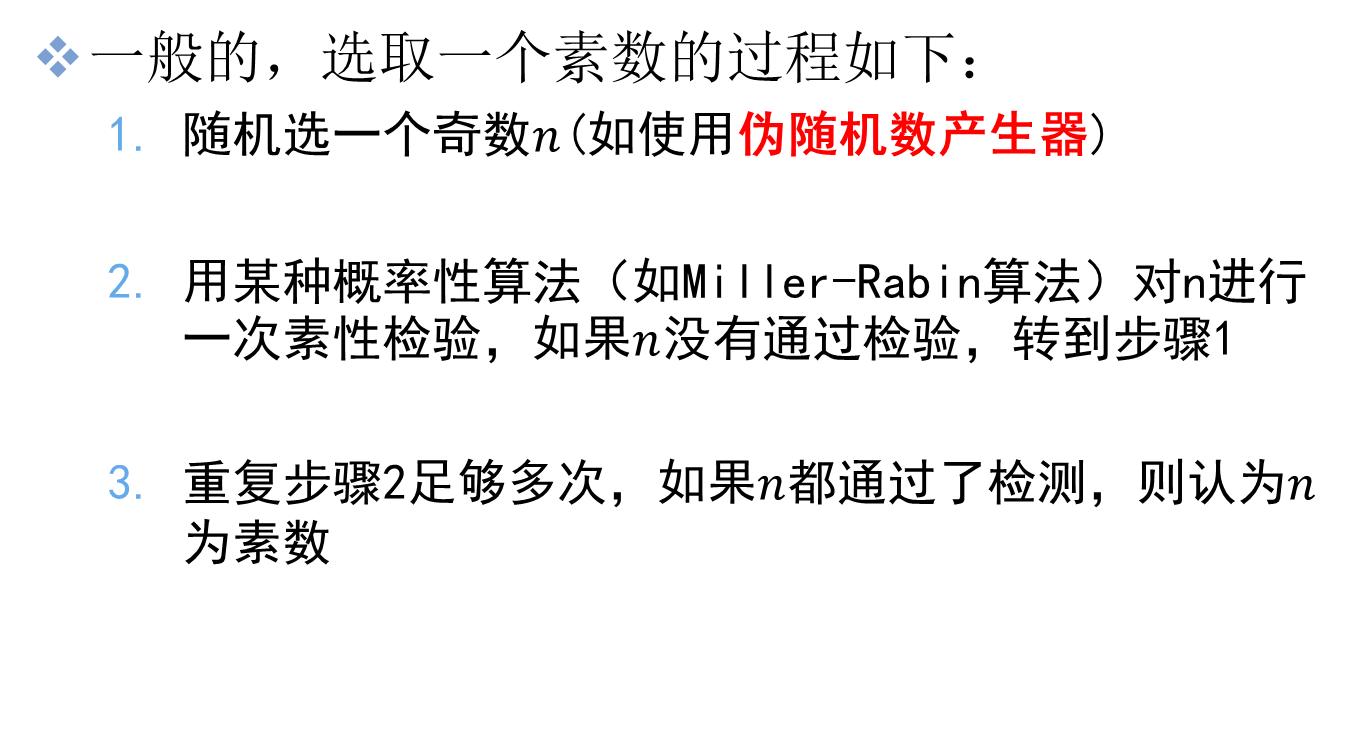 一般的，选取一个素数的过程如下：
1. 随机选一个奇数n(如使用伪随机数产生器)
2. 用某种概率性算法（如Miller-Rabin算法）对n进行
一次素性检验，如果n没有通过检验，转到步骤1
3. 重复步骤2足够多次，如果n都通过了检测，则认为n
为素数